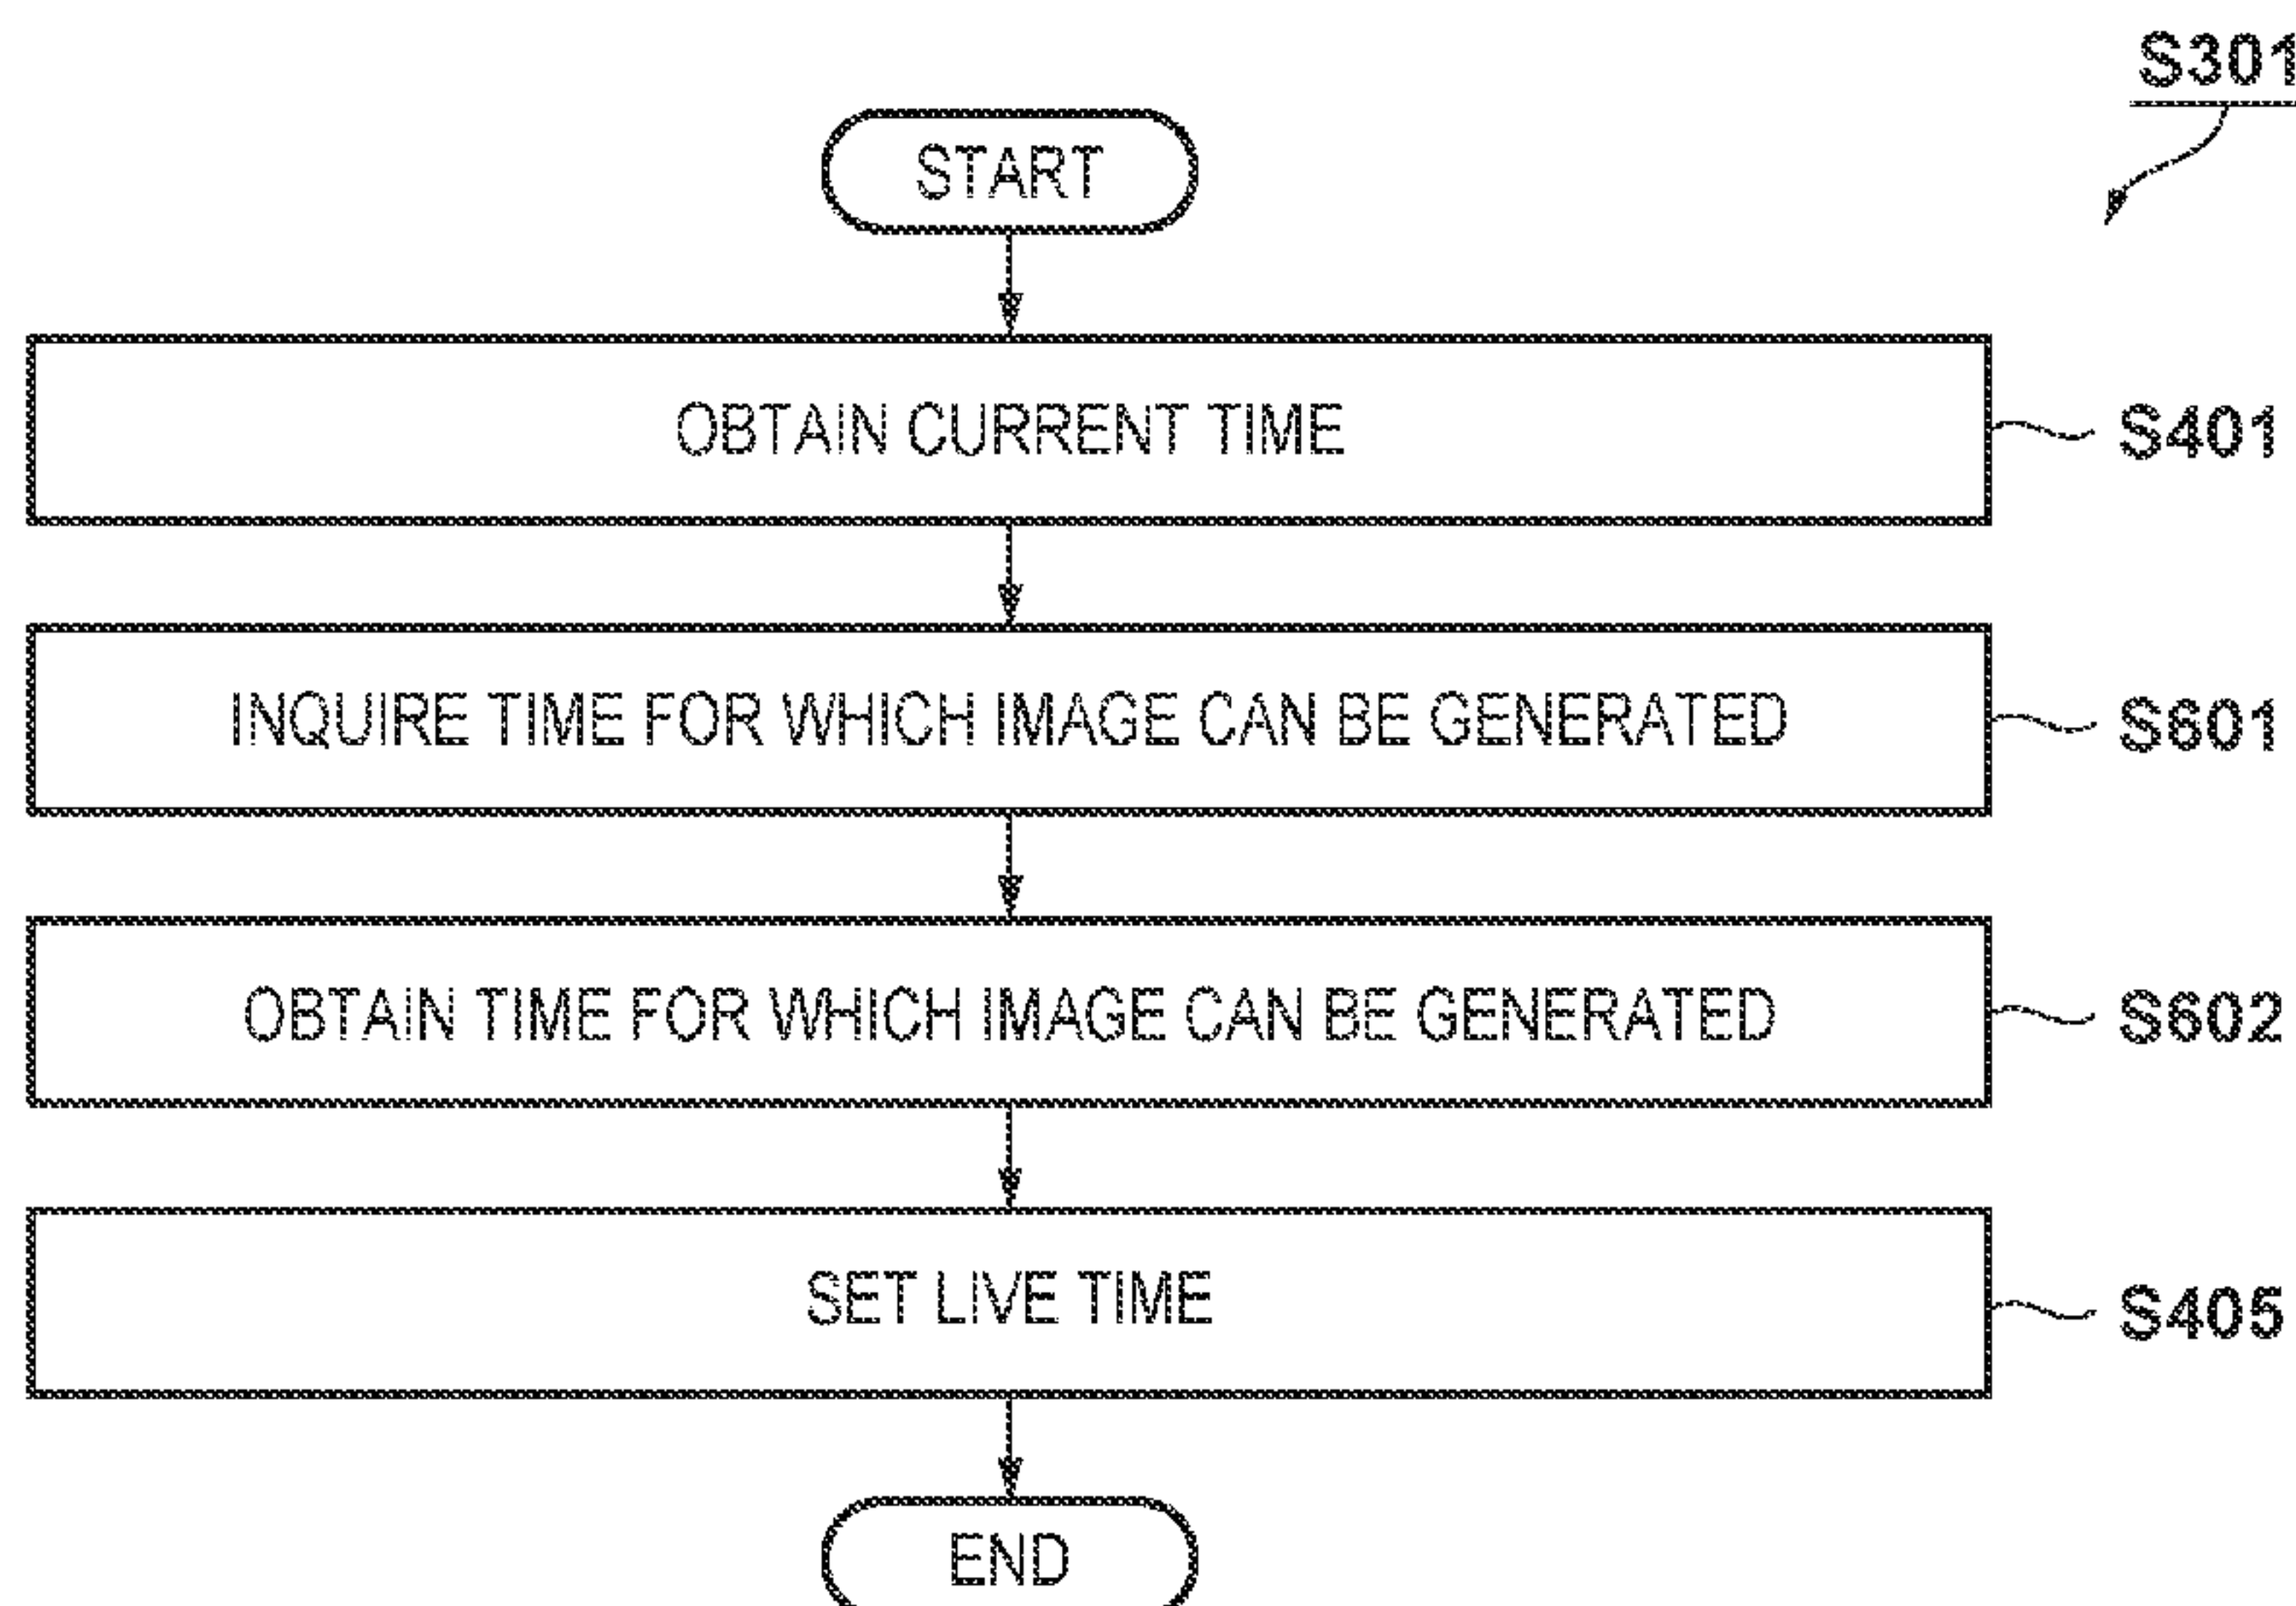 S301
START
OBTAIN CURRENT TIME
S401
INQUIRE TIME FOR WHICH IMAGE CAN BE GENERATED
S601
OBTAIN TIME FOR WHICH IMAGE CAN BE GENERATED
S602
SET LIVE TIME
S405
END